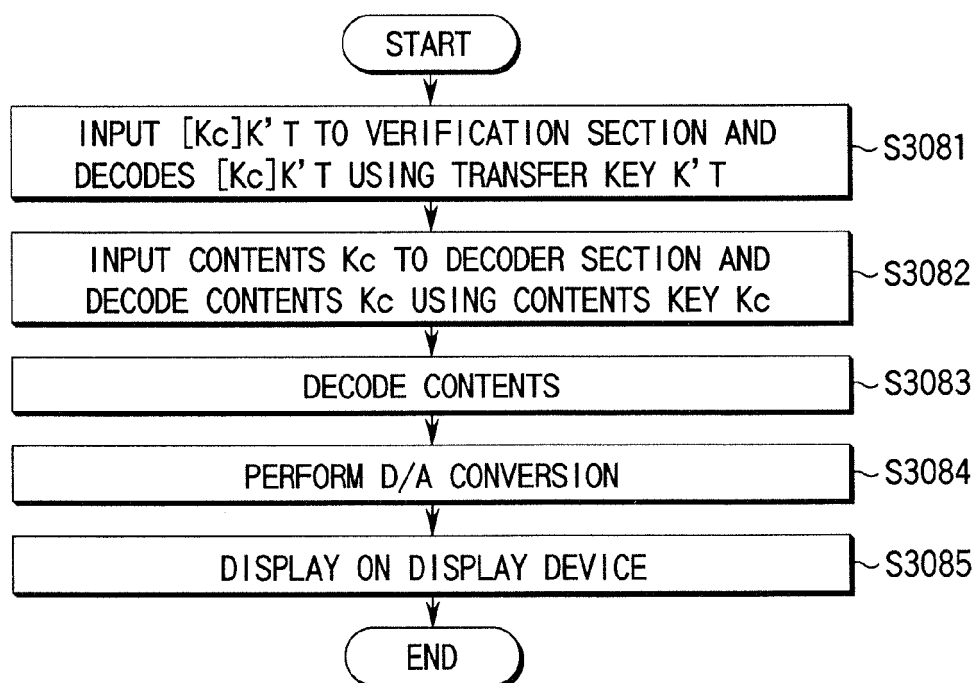 START
INPUT [Kc]K'T TO VERIFICATION SECTION AND
DECODES [Kc]K'T USING TRANSFER KEY K'T
S3081
INPUT CONTENTS Kc TO DECODER SECTION AND
DECODE CONTENTS Kc USING CONTENTS KEY Kc
S3082
DECODE CONTENTS
S3083
PERFORM D/A CONVERSION
S3084
DISPLAY ON DISPLAY DEVICE
S3085
END